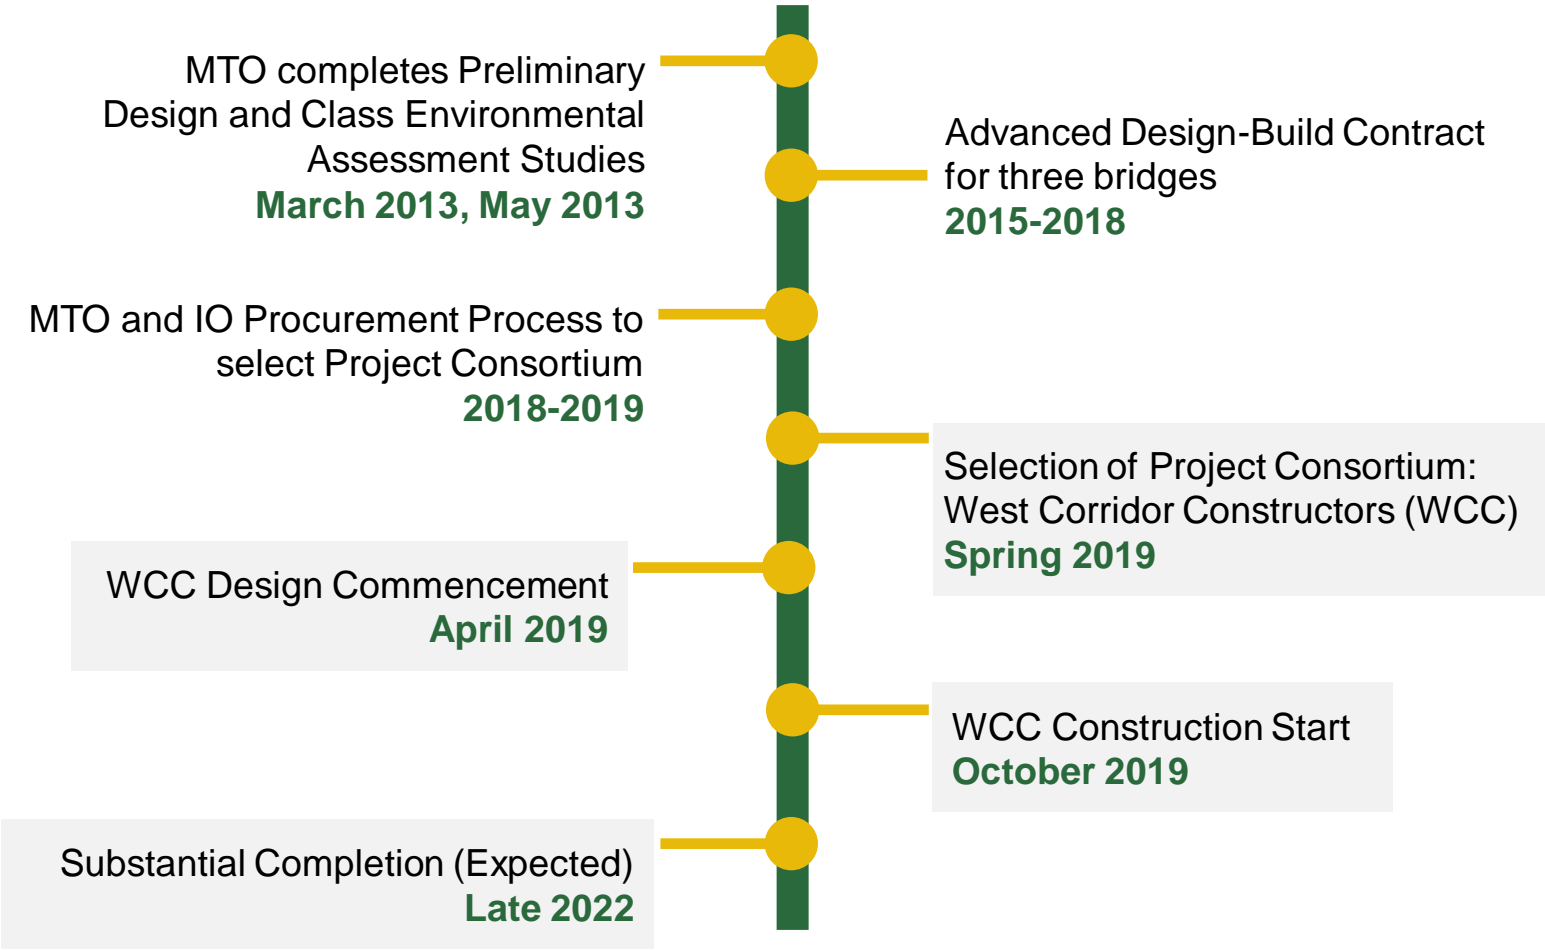 MTO completes Preliminary
Design and Class Environmental
Assessment Studies
March 2013, May 2013
Advanced Design-Build Contract
for three bridges
2015-2018
MTO and IO Procurement Process to
select Project Consortium
2018-2019
Selection of Project Consortium:
West Corridor Constructors (WCC)
Spring 2019
WCC Design Commencement
April 2019
WCC Construction Start
October 2019
Substantial Completion (Expected)
Late 2022